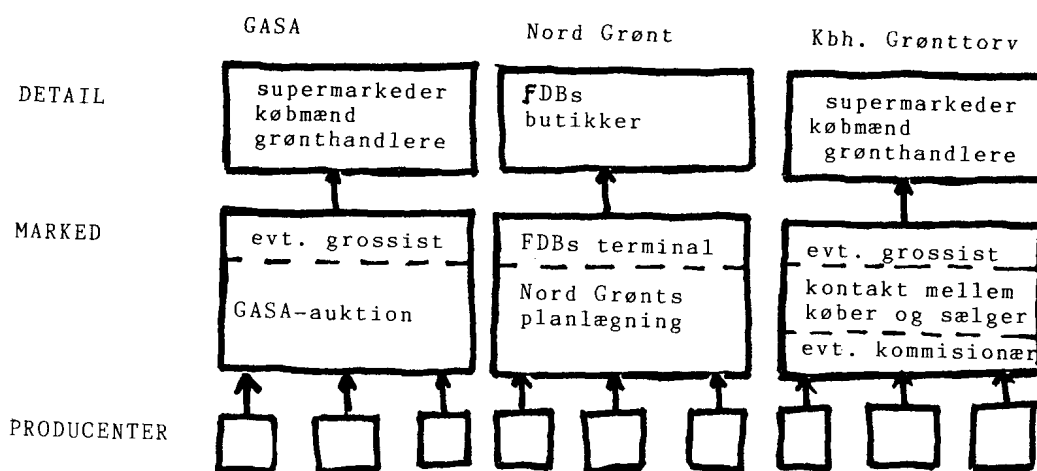 GASA
Nord Grønt
Kbh. Grønttorv
DETAIL
supermarkeder
købmænd
grønthandlere
FDBs
butikker
supermarkeder
købmænd
grønthandlere
MARKED
evt. grossist
GASA-auktion
FDBs terminal
Nord Grønts
planlægning
evt. grossist
kontakt mellem
køber og sælger
evt. kommisionær
PRODUCENTER